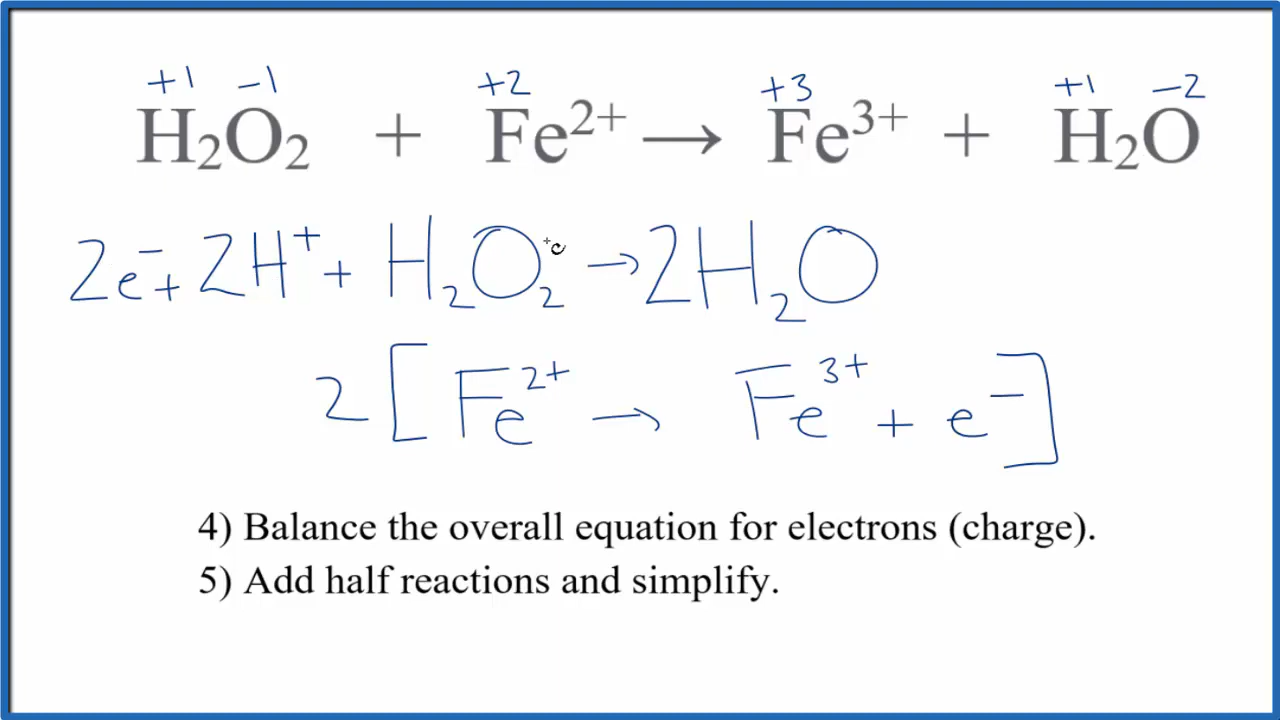 +1 -1 +2 +3 +1 -2
H₂O₂ + Fe²⁺ → Fe³⁺ + H₂O
2e⁻ + 2H⁺ + H₂O₂ → 2H₂O
2[Fe²⁺ → Fe³⁺ + e⁻]
4) Balance the overall equation for electrons (charge).
5) Add half reactions and simplify.